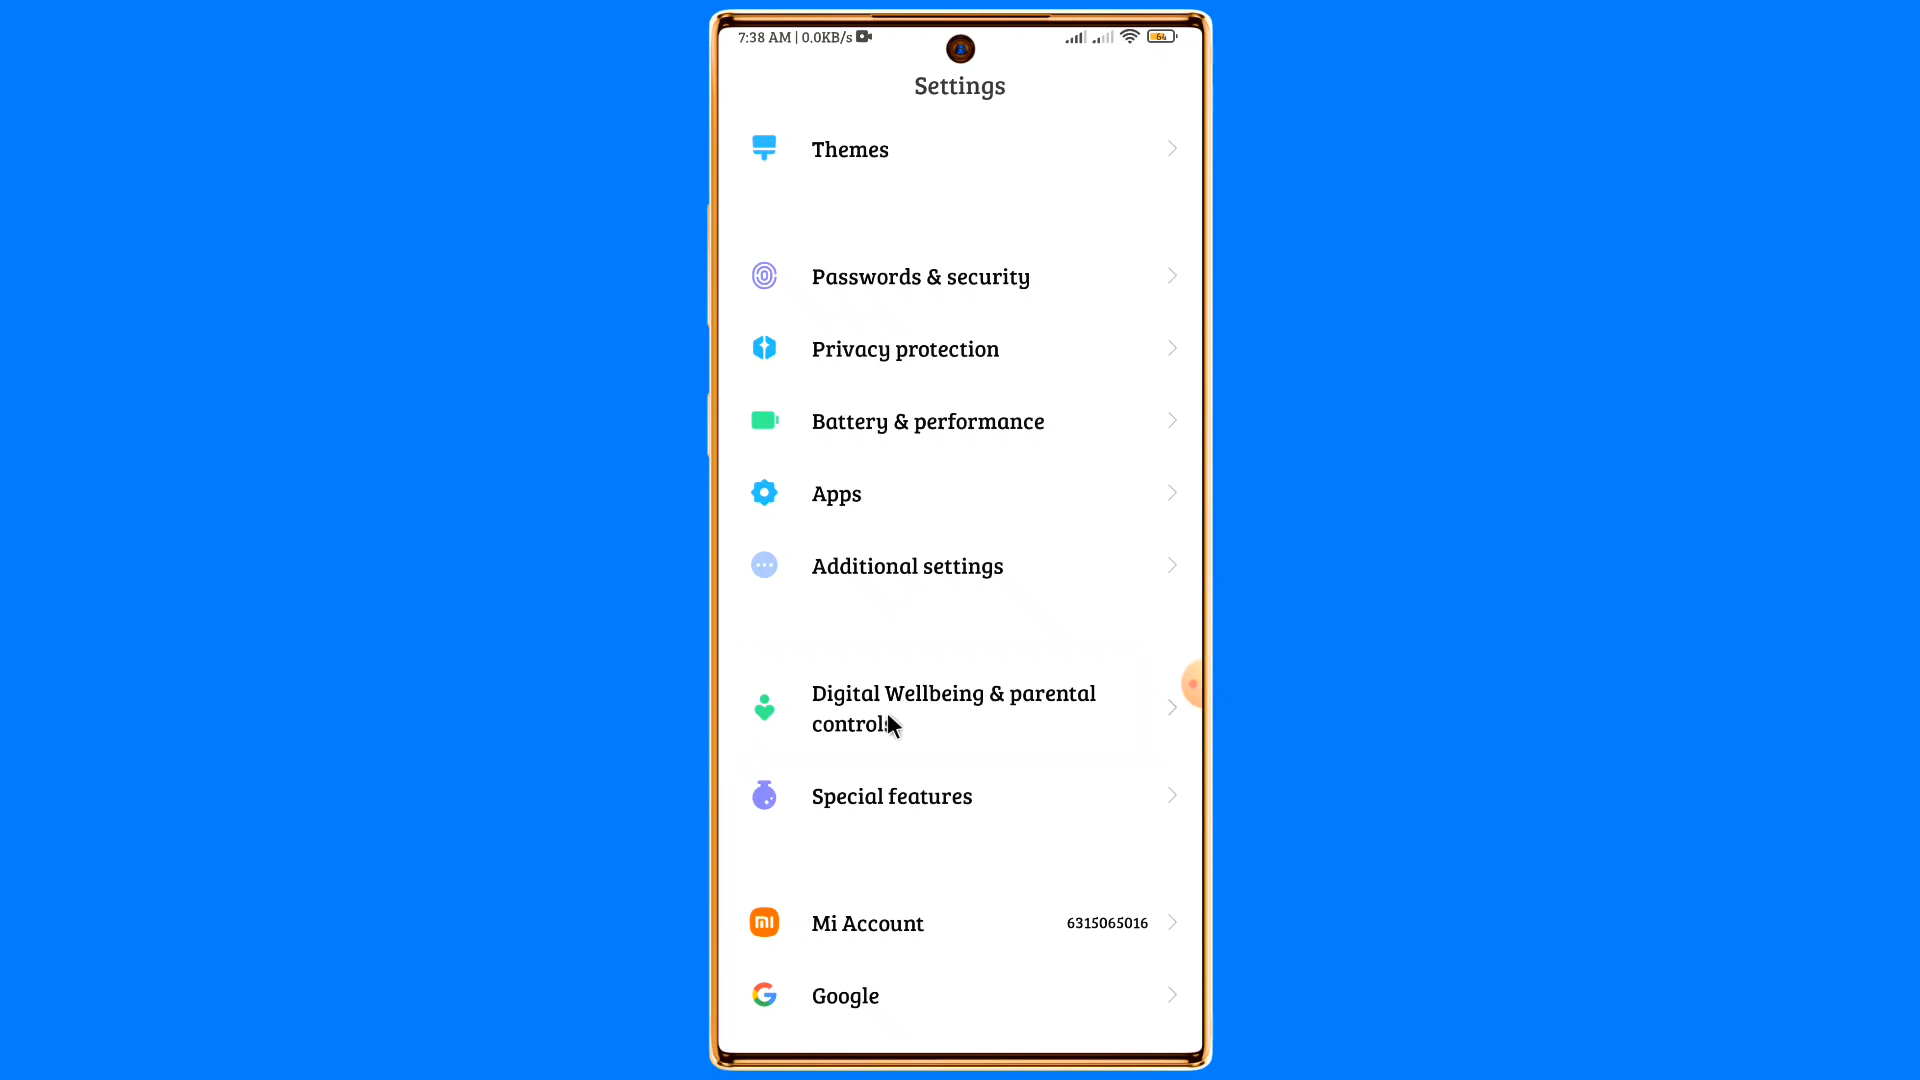 7:38 AM | 0.0KB/s
64
Settings
Themes
Passwords & security
Privacy protection
Battery & performance
Apps
Additional settings
Digital Wellbeing & parental
controls
Special features
Mi Account 6315065016
Google